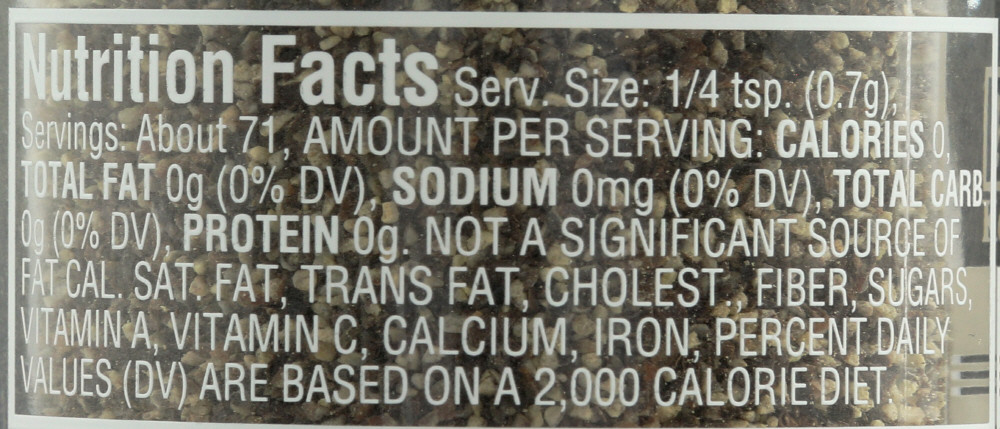 Nutrition Facts Serv. Size: 1/4 tsp. (0.7g),
Servings: About 71, AMOUNT PER SERVING: CALORIES 0,
TOTAL FAT 0g (0% DV), SODIUM 0mg (0% DV), TOTAL CARB.
0g (0% DV), PROTEIN 0g. NOT A SIGNIFICANT SOURCE OF
FAT CAL. SAT. FAT, TRANS FAT, CHOLEST., FIBER, SUGARS,
VITAMIN A, VITAMIN C, CALCIUM, IRON, PERCENT DAILY
VALUES (DV) ARE BASED ON A 2,000 CALORIE DIET.